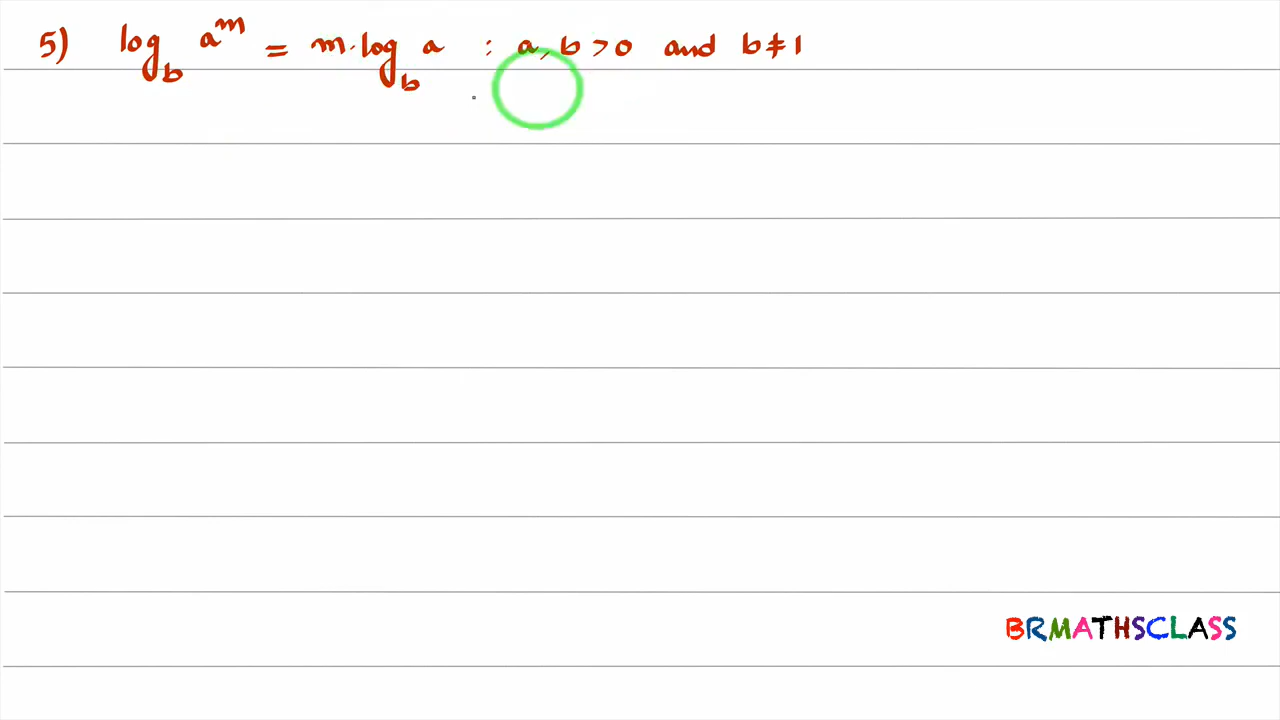 5) log_b a^m = m·log_b a : a, b > 0 and b ≠ 1
BRMATHSCLASS